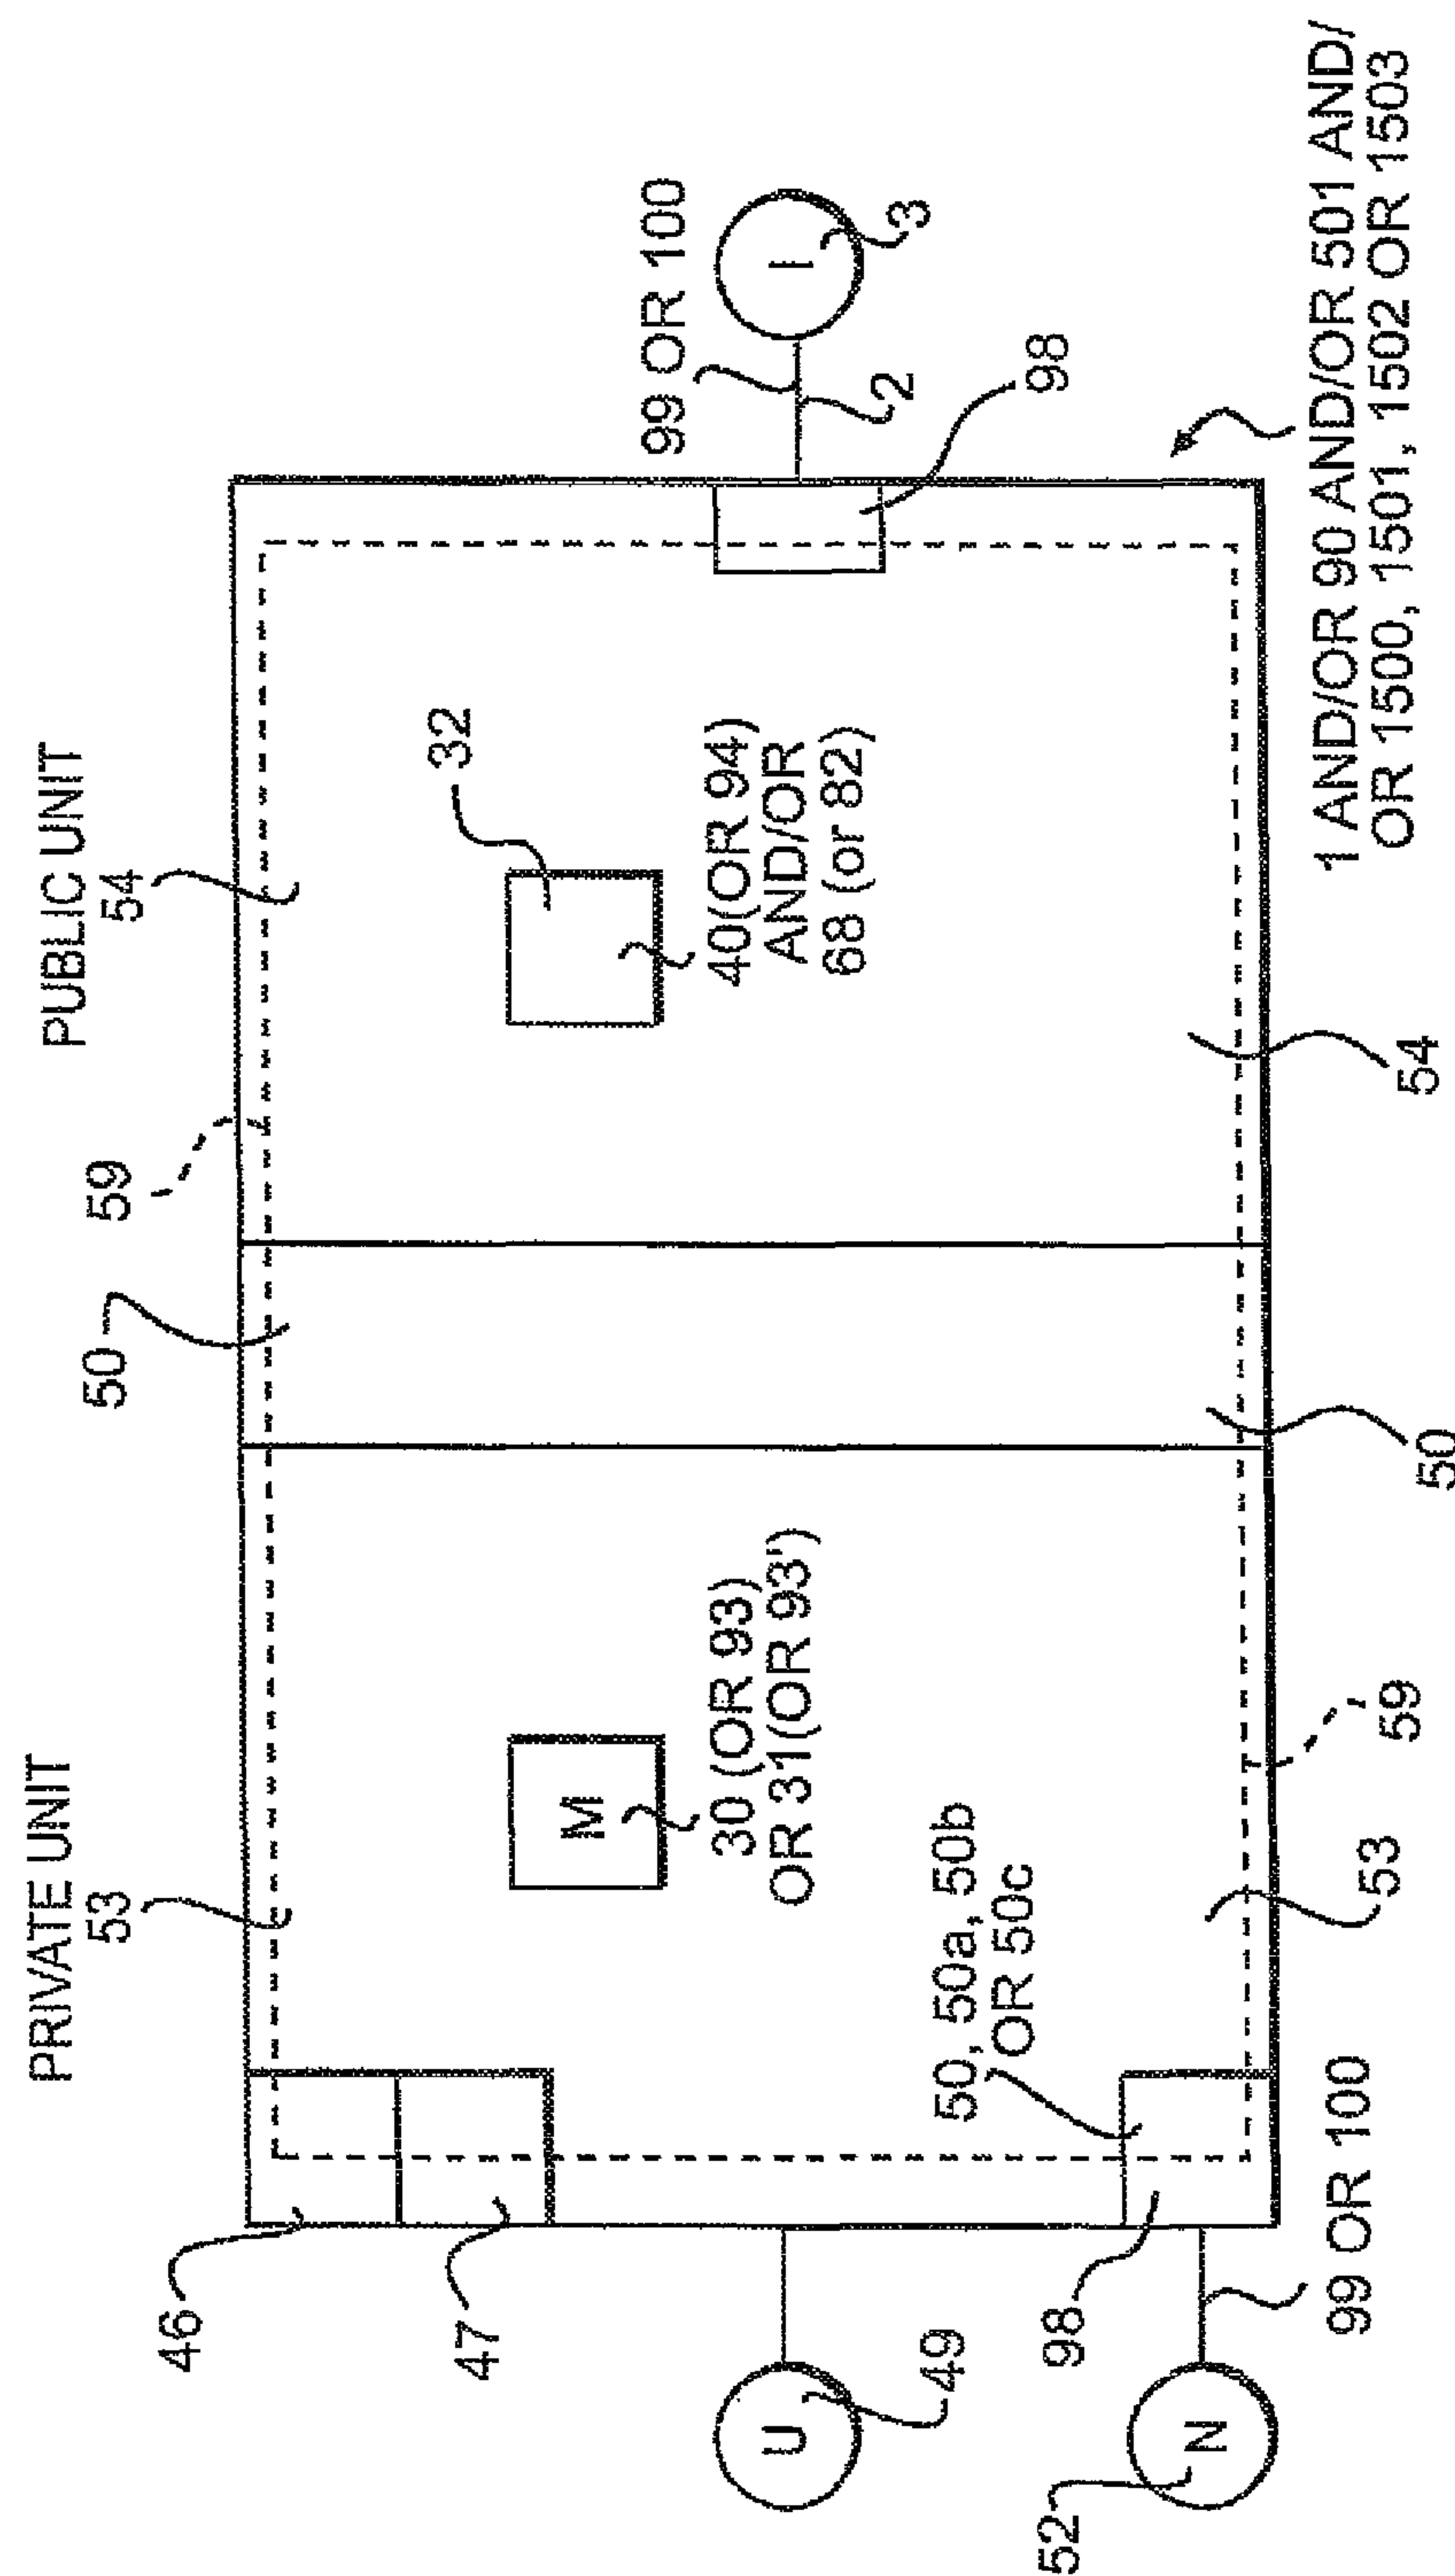 PRIVATE UNIT
53
PUBLIC UNIT
54
59
50
46
47
M
30 (OR 93)
OR 31(OR 93')
32
40(OR 94)
AND/OR
68 (or 82)
99 OR 100
I
3
2
98
U
49
50, 50a, 50b
OR 50c
98
N
52
99 OR 100
53
59
50
54
1 AND/OR 90 AND/OR 501 AND/
OR 1500, 1501, 1502 OR 1503